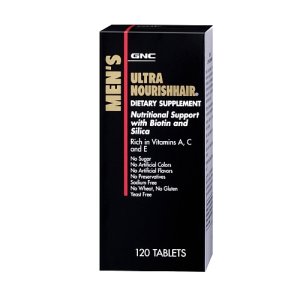 MEN'S
GNC
ULTRA
NOURISHHAIR®
DIETARY SUPPLEMENT
Nutritional Support
with Biotin and
Silica
Rich in Vitamins A, C
and E
No Sugar
No Artificial Colors
No Artificial Flavors
No Preservatives
Sodium Free
No Wheat, No Gluten
Yeast Free
120 TABLETS